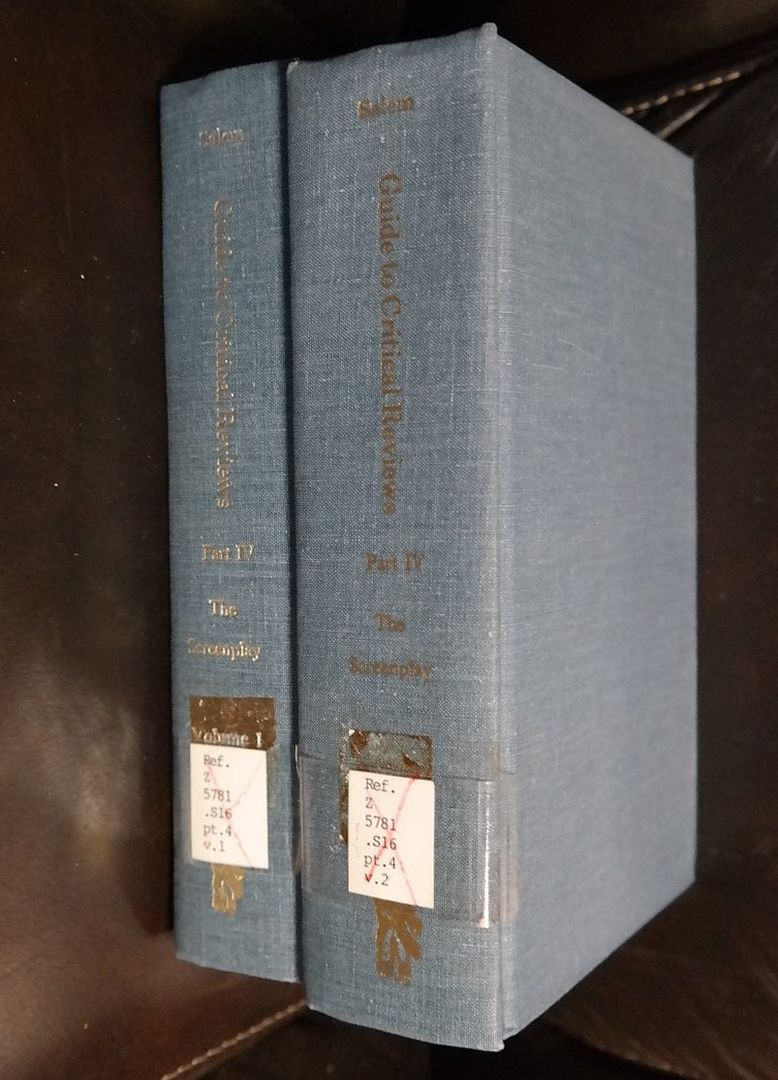 Salem
Guide to Critical Reviews
Part IV
The
Screenplay
Volume 1
Ref.
Z
5781
.S16
pt.4
v.1
Salem
Guide to Critical Reviews
Part IV
The
Screenplay
Ref.
Z
5781
.S16
pt.4
v.2